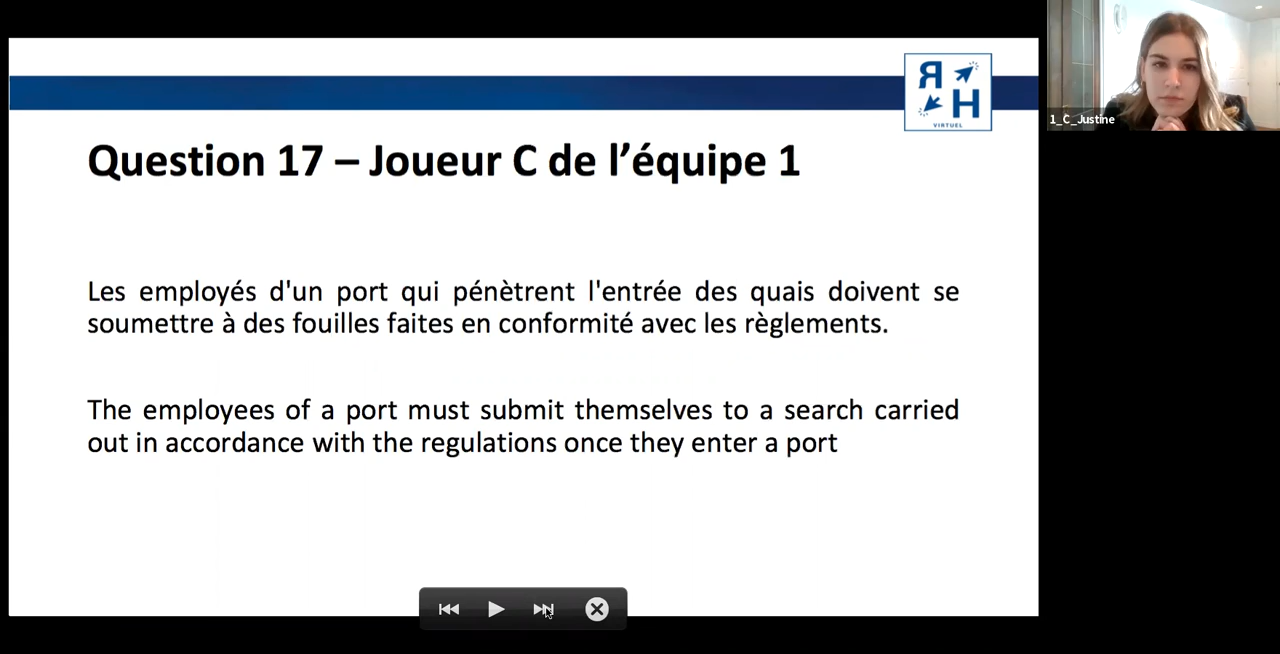 Я
H
VIRTUEL
1_C_Justine
Question 17 – Joueur C de l’équipe 1
Les employés d'un port qui pénètrent l'entrée des quais doivent se
soumettre à des fouilles faites en conformité avec les règlements.
The employees of a port must submit themselves to a search carried
out in accordance with the regulations once they enter a port